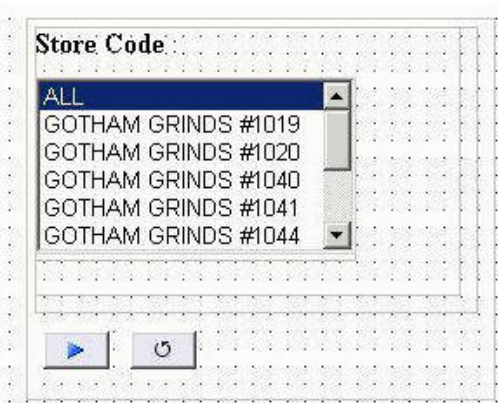 Store Code
ALL
GOTHAM GRINDS #1019
GOTHAM GRINDS #1020
GOTHAM GRINDS #1040
GOTHAM GRINDS #1041
GOTHAM GRINDS #1044